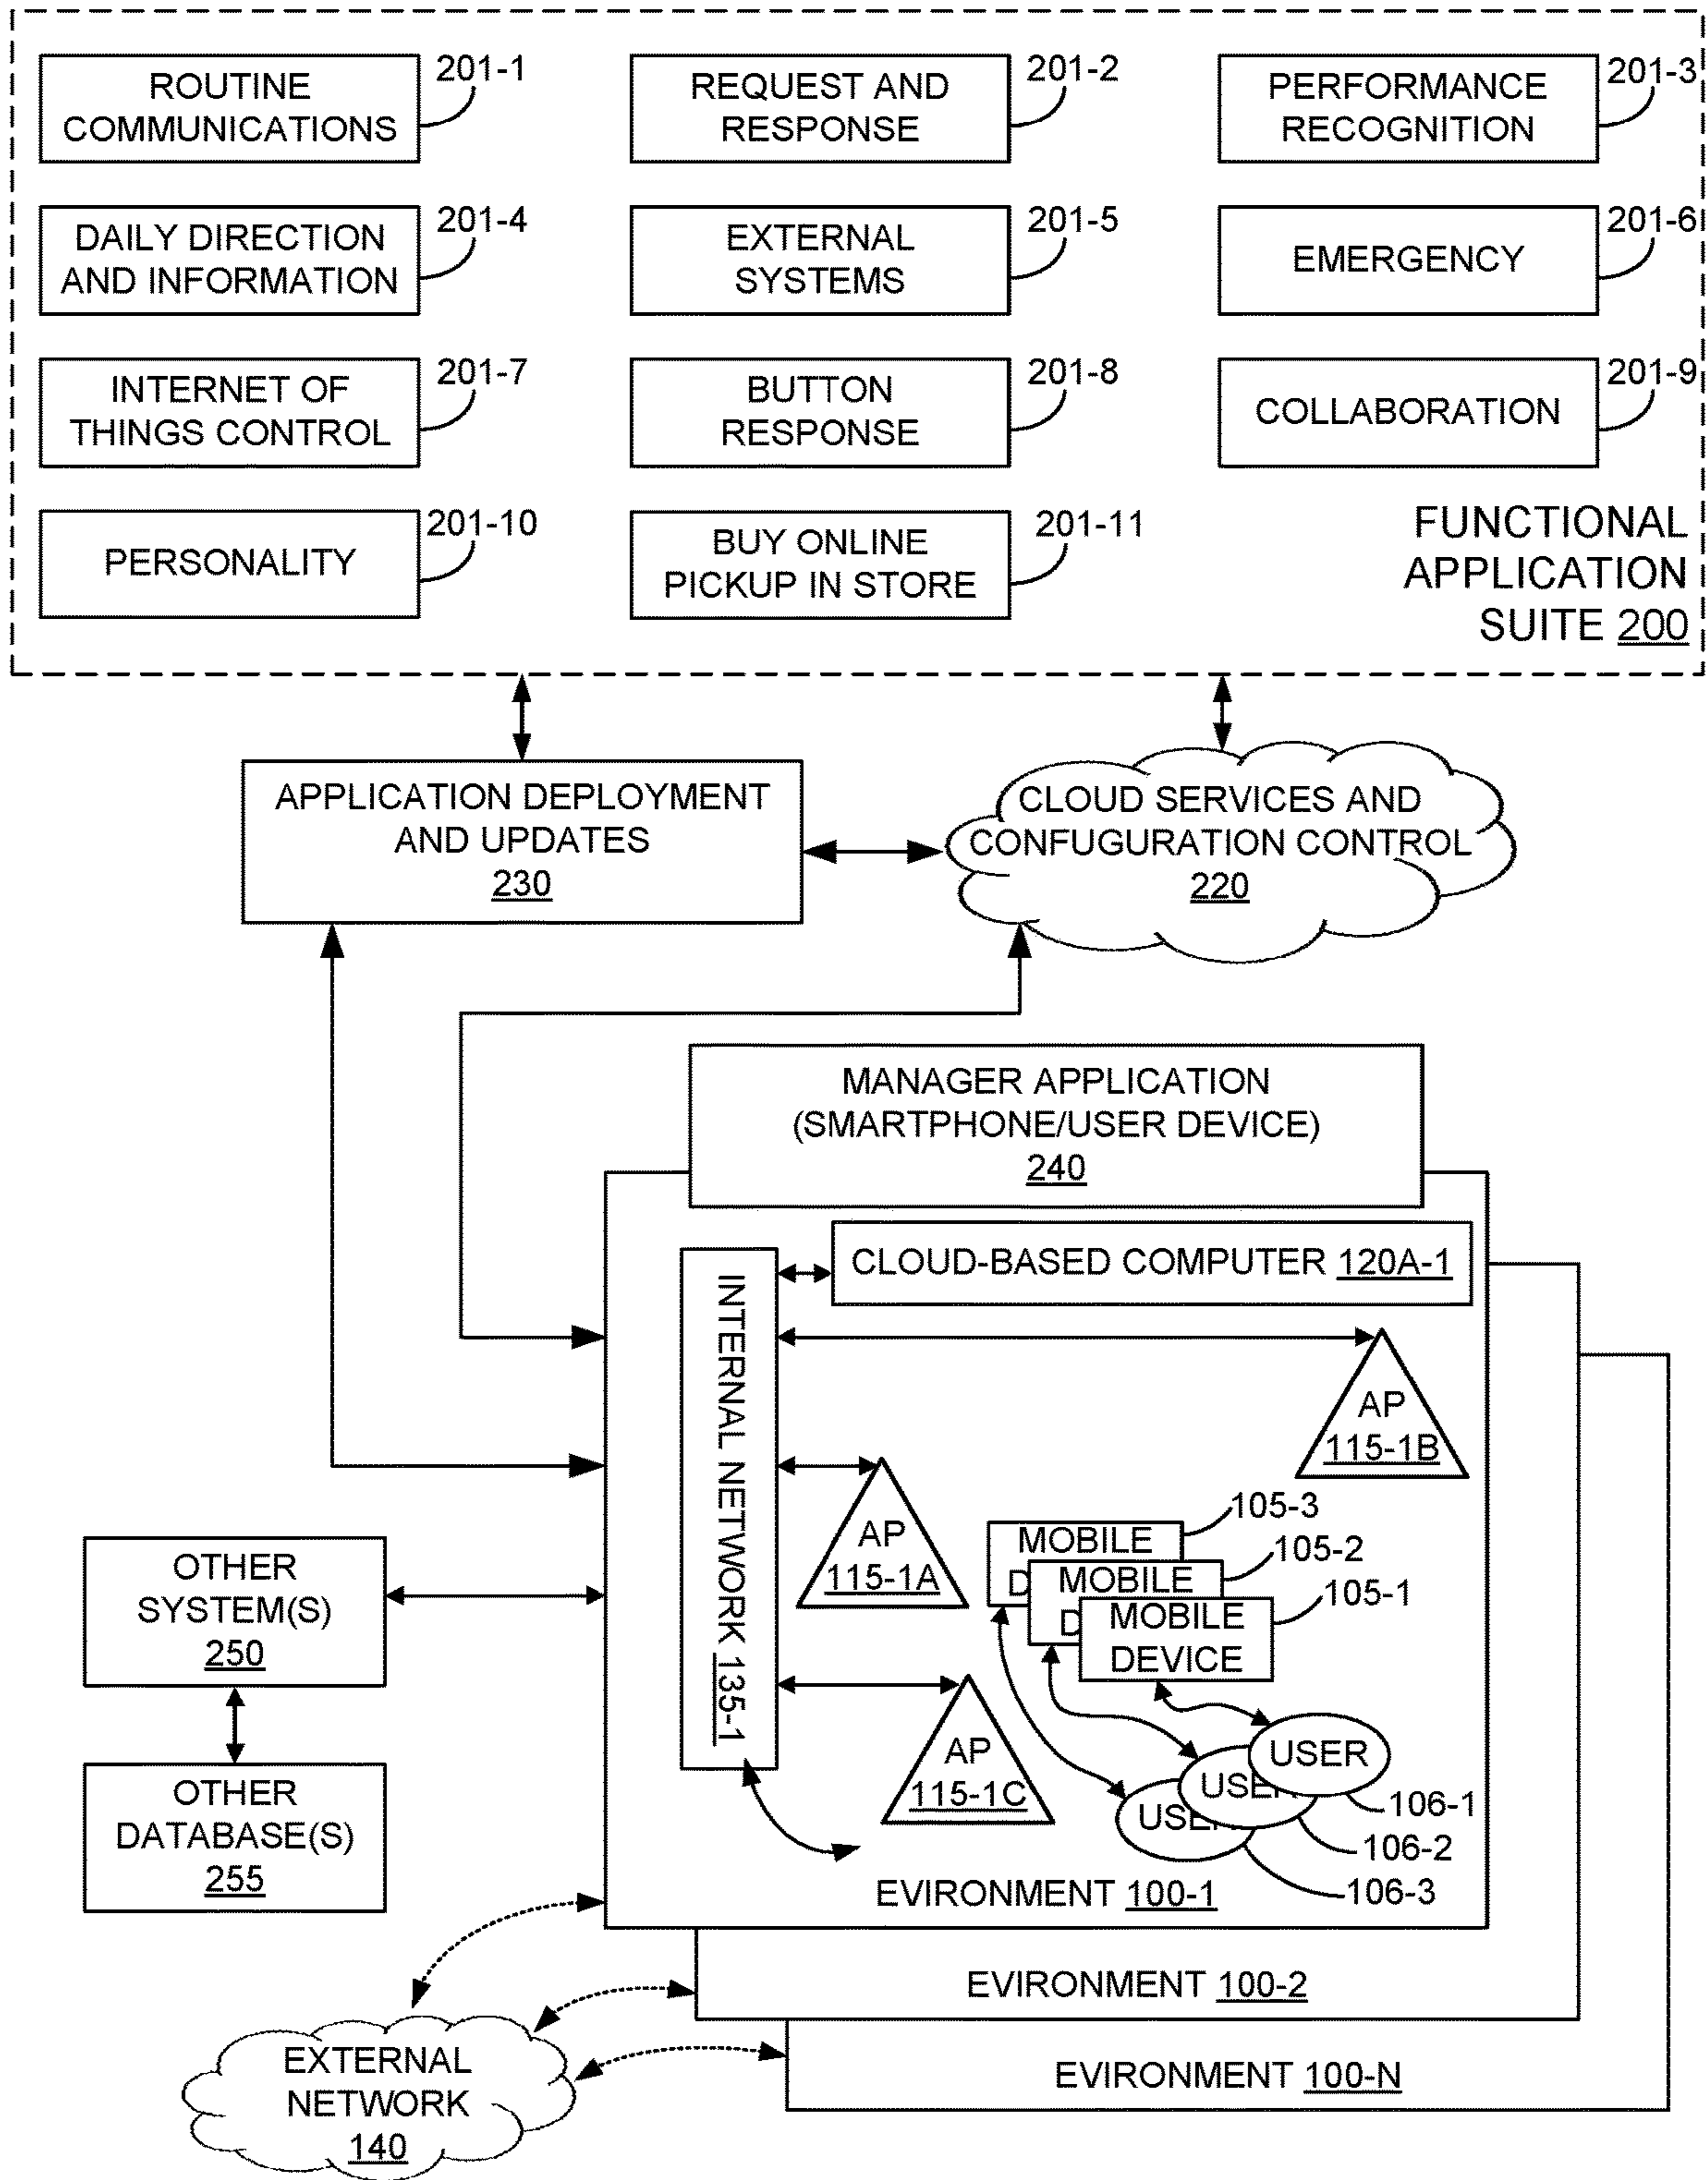 ROUTINE
COMMUNICATIONS
201-1
REQUEST AND
RESPONSE
201-2
PERFORMANCE
RECOGNITION
201-3
DAILY DIRECTION
AND INFORMATION
201-4
EXTERNAL
SYSTEMS
201-5
EMERGENCY
201-6
INTERNET OF
THINGS CONTROL
201-7
BUTTON
RESPONSE
201-8
COLLABORATION
201-9
PERSONALITY
201-10
BUY ONLINE
PICKUP IN STORE
201-11
FUNCTIONAL
APPLICATION
SUITE 200
APPLICATION DEPLOYMENT
AND UPDATES
230
CLOUD SERVICES AND
CONFUGURATION CONTROL
220
MANAGER APPLICATION
(SMARTPHONE/USER DEVICE)
240
CLOUD-BASED COMPUTER 120A-1
INTERNAL NETWORK 135-1
AP
115-1B
AP
115-1A
AP
115-1C
105-3
MOBILE
D
105-2
MOBILE
D
105-1
MOBILE
DEVICE
USER
106-1
USER
106-2
USER
106-3
EVIRONMENT 100-1
EVIRONMENT 100-2
EVIRONMENT 100-N
OTHER
SYSTEM(S)
250
OTHER
DATABASE(S)
255
EXTERNAL
NETWORK
140